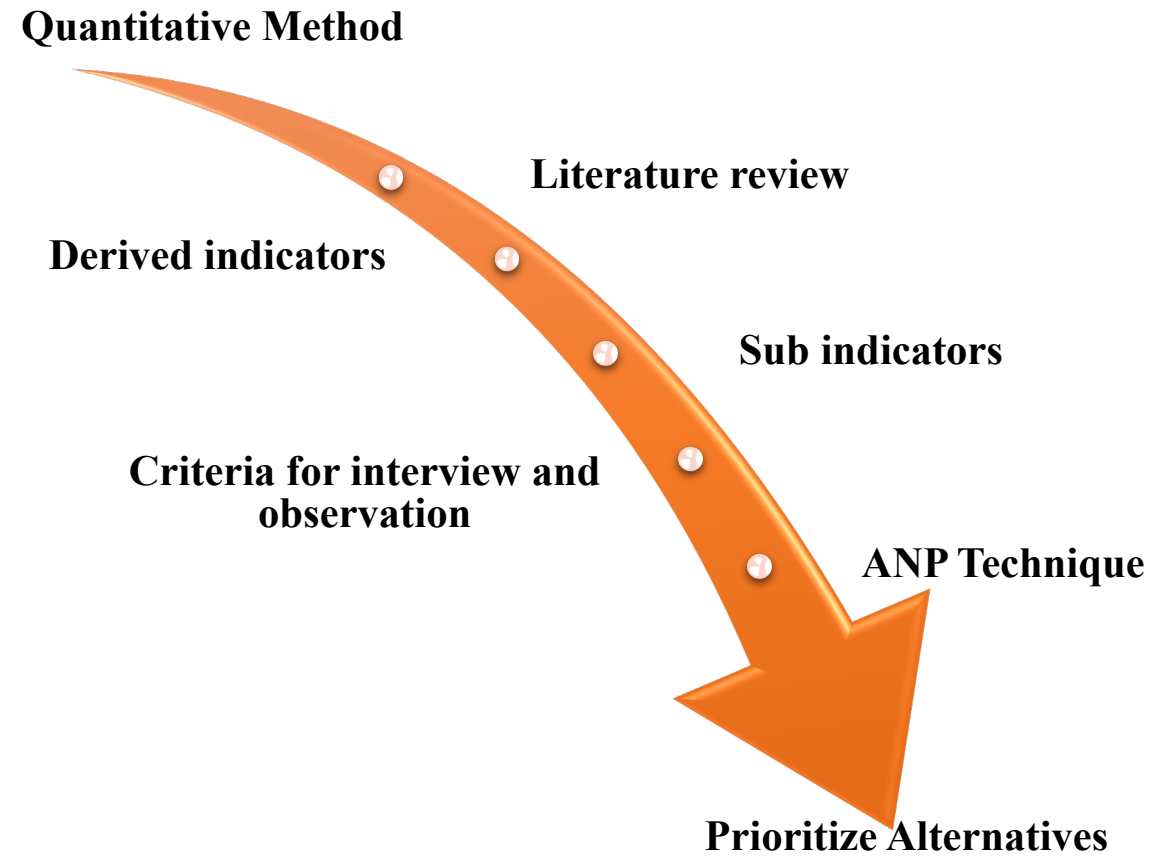 Quantitative Method
Literature review
Derived indicators
Sub indicators
Criteria for interview and
observation
ANP Technique
Prioritize Alternatives